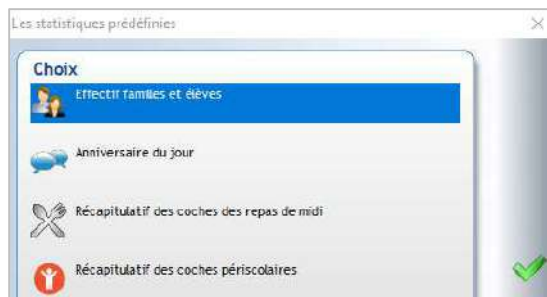 Les statistiques prédéfinies
Choix
Effectif familles et élèves
Anniversaire du jour
Récapitulatif des coches des repas de midi
Récapitulatif des coches périscolaires